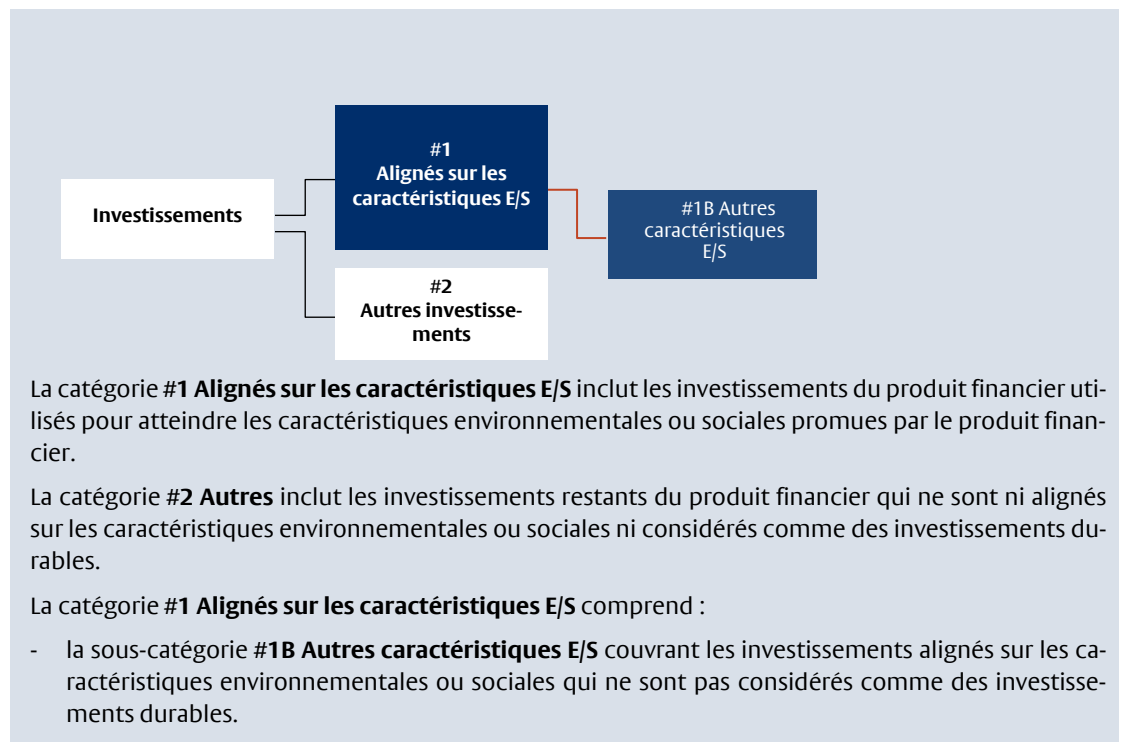 #1
Alignés sur les
caractéristiques E/S
Investissements
#1B Autres
caractéristiques
E/S
#2
Autres investisse-
ments
La catégorie #1 Alignés sur les caractéristiques E/S inclut les investissements du produit financier uti-
lisés pour atteindre les caractéristiques environnementales ou sociales promues par le produit finan-
cier.
La catégorie #2 Autres inclut les investissements restants du produit financier qui ne sont ni alignés
sur les caractéristiques environnementales ou sociales ni considérés comme des investissements du-
rables.
La catégorie #1 Alignés sur les caractéristiques E/S comprend :
- la sous-catégorie #1B Autres caractéristiques E/S couvrant les investissements alignés sur les ca-
ractéristiques environnementales ou sociales qui ne sont pas considérés comme des investisse-
ments durables.